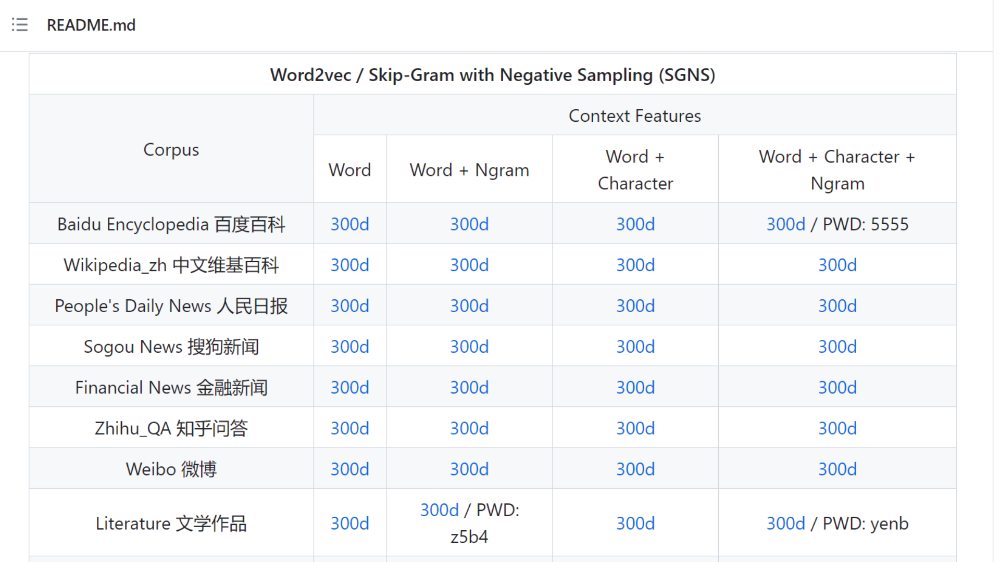 README.md
Word2vec / Skip-Gram with Negative Sampling (SGNS)
Corpus
Context Features
Word
Word + Ngram
Word +
Character
Word + Character +
Ngram
Baidu Encyclopedia 百度百科 300d 300d 300d 300d / PWD: 5555
Wikipedia_zh 中文维基百科 300d 300d 300d 300d
People's Daily News 人民日报 300d 300d 300d 300d
Sogou News 搜狗新闻 300d 300d 300d 300d
Financial News 金融新闻 300d 300d 300d 300d
Zhihu_QA 知乎问答 300d 300d 300d 300d
Weibo 微博 300d 300d 300d 300d
Literature 文学作品 300d
300d / PWD:
z5b4
300d
300d / PWD: yenb